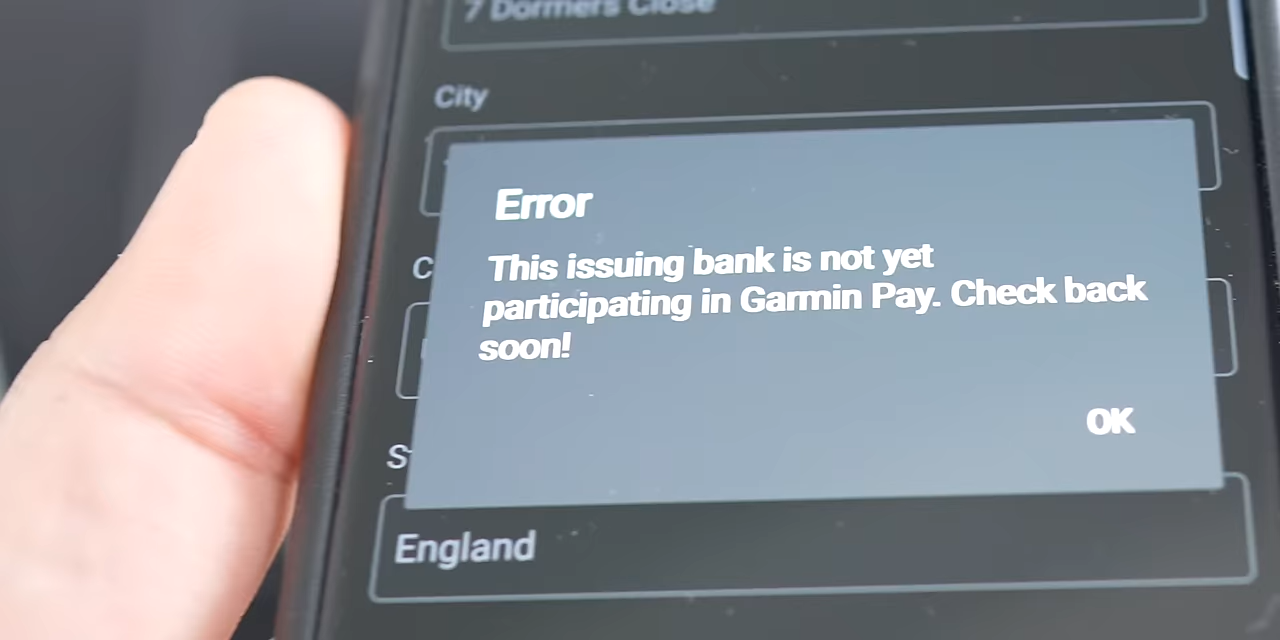 7 Dormers Close
City
Error
This issuing bank is not yet
participating in Garmin Pay. Check back
soon!
OK
England